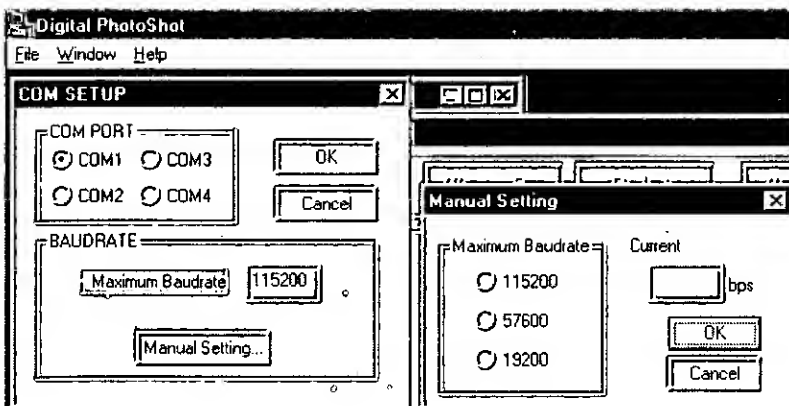 Digital PhotoShot
File Window Help
COM SETUP
COM PORT
COM1 COM3
COM2 COM4
OK
Cancel
BAUDRATE
Maximum Baudrate 115200
Manual Setting...
Manual Setting
Maximum Baudrate
115200
57600
19200
Current
bps
OK
Cancel